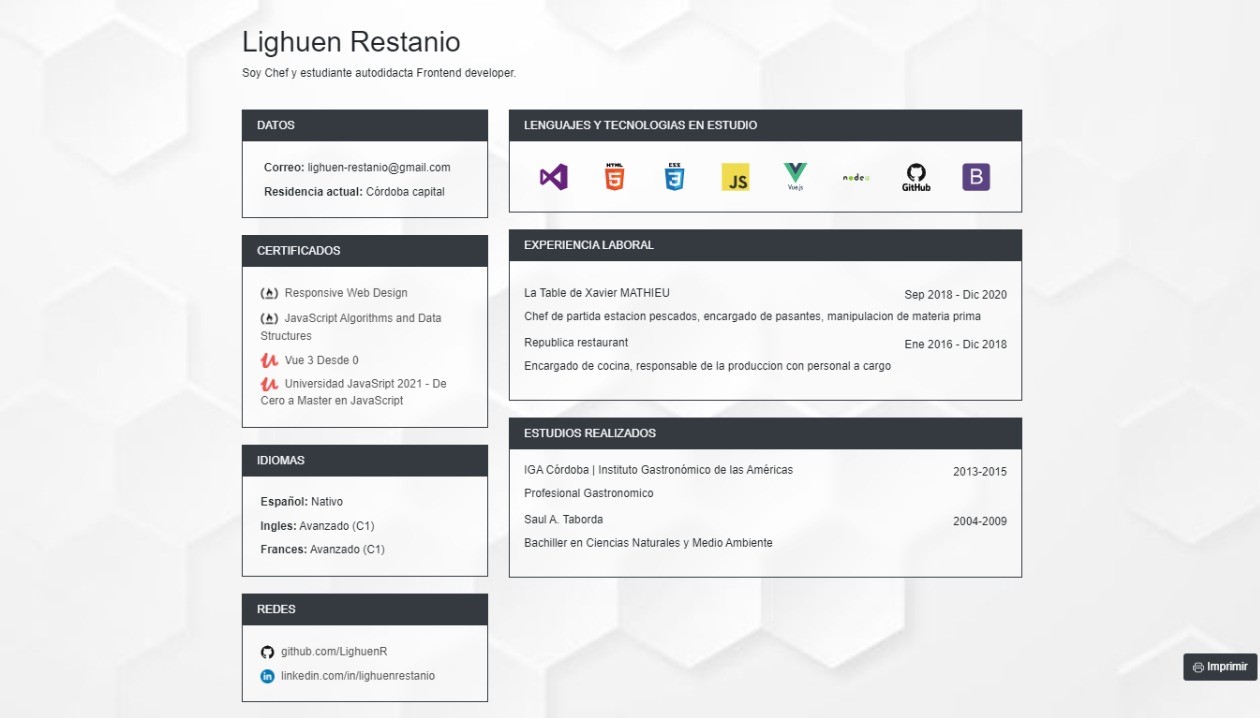 Lighuen Restanio
Soy Chef y estudiante autodidacta Frontend developer.
DATOS
Correo: lighuen-restanio@gmail.com
Residencia actual: Córdoba capital
CERTIFICADOS
Responsive Web Design
JavaScript Algorithms and Data
Structures
Vue 3 Desde 0
Universidad JavaSript 2021 - De
Cero a Master en JavaScript
IDIOMAS
Español: Nativo
Ingles: Avanzado (C1)
Frances: Avanzado (C1)
REDES
github.com/LighuenR
linkedin.com/in/lighuenrestanio
LENGUAJES Y TECNOLOGIAS EN ESTUDIO
HTML 5
CSS 3
JS
Vue.js
node
GitHub
B
EXPERIENCIA LABORAL
La Table de Xavier MATHIEU Sep 2018 - Dic 2020
Chef de partida estacion pescados, encargado de pasantes, manipulacion de materia prima
Republica restaurant Ene 2016 - Dic 2018
Encargado de cocina, responsable de la produccion con personal a cargo
ESTUDIOS REALIZADOS
IGA Córdoba | Instituto Gastronómico de las Américas 2013-2015
Profesional Gastronomico
Saul A. Taborda 2004-2009
Bachiller en Ciencias Naturales y Medio Ambiente
Imprimir